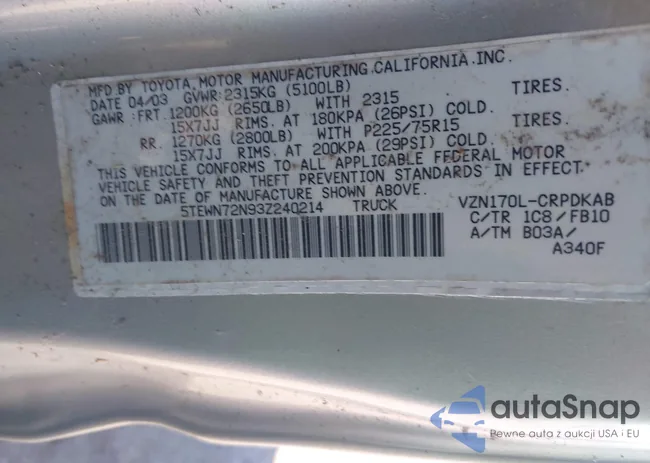 MFD BY TOYOTA MOTOR MANUFACTURING,CALIFORNIA,INC.
DATE 04/03 GVWR:2315KG (5100LB)
GAWR :FRT. 1200KG (2650LB) WITH 2315 TIRES.
15X7JJ RIMS. AT 180KPA (26PSI) COLD.
RR. 1270KG (2800LB) WITH P225/75R15 TIRES.
15X7JJ RIMS. AT 200KPA (29PSI) COLD.
THIS VEHICLE CONFORMS TO ALL APPLICABLE FEDERAL MOTOR
VEHICLE SAFETY AND THEFT PREVENTION STANDARDS IN EFFECT
ON THE DATE OF MANUFACTURE SHOWN ABOVE.
5TEWN72N93Z240214 TRUCK
VZN170L-CRPDKAB
C/TR 1C8/FB10
A/TM B03A/
A340F
autaSnap
Pewne auta z aukcji USA i EU